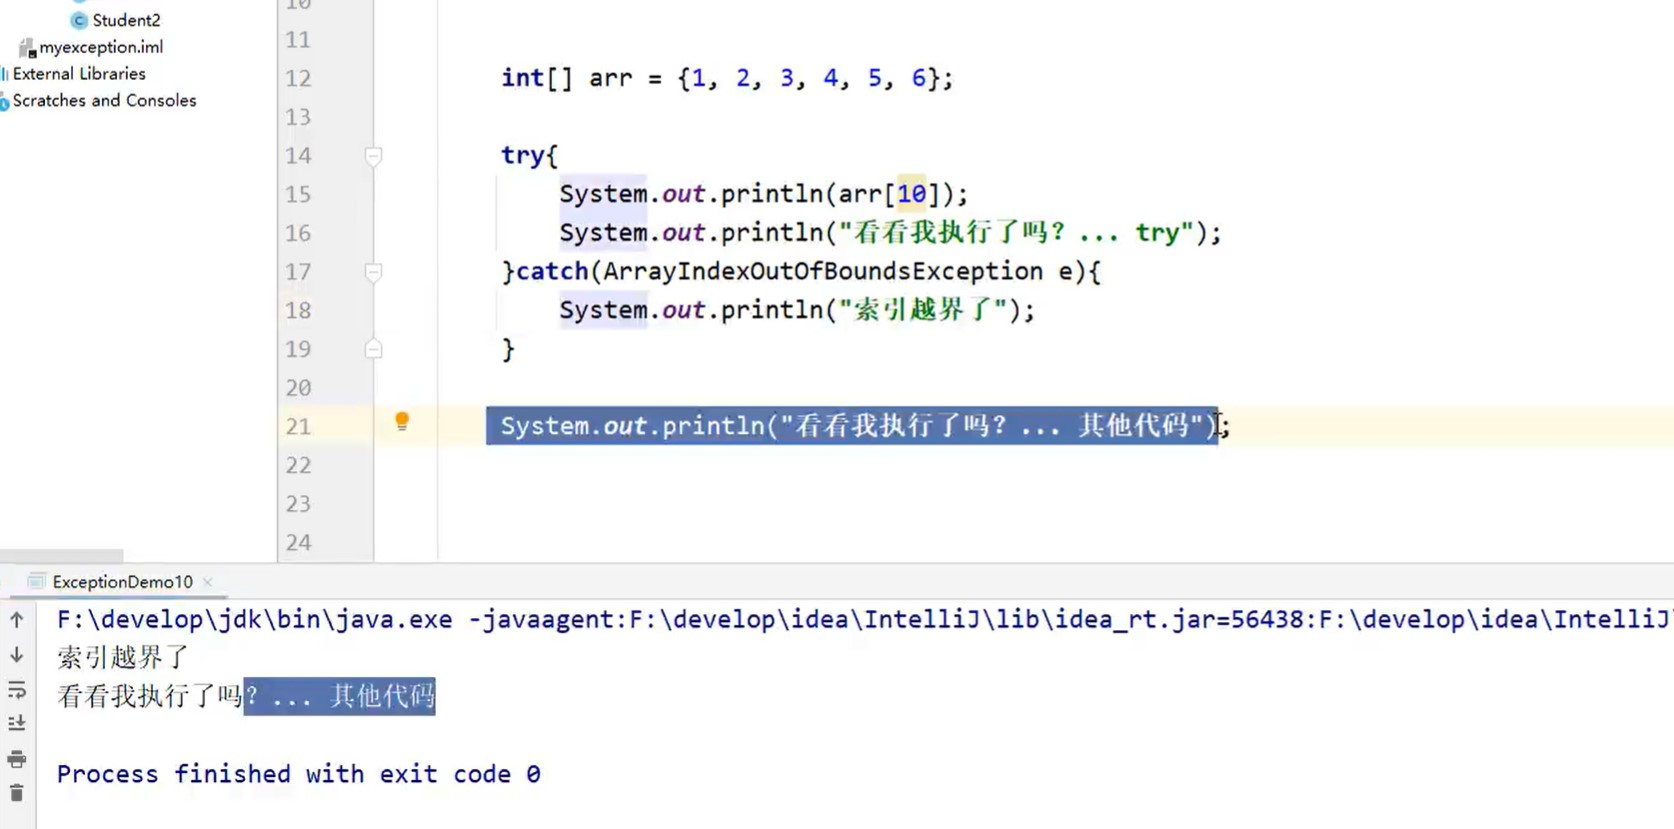 Student2
myexception.iml
External Libraries
Scratches and Consoles
10
11
12 int[] arr = {1, 2, 3, 4, 5, 6};
13
14 try{
15 System.out.println(arr[10]);
16 System.out.println("看看我执行了吗？... try");
17 }catch(ArrayIndexOutOfBoundsException e){
18 System.out.println("索引越界了");
19 }
20
21 System.out.println("看看我执行了吗？... 其他代码");
22
23
24
ExceptionDemo10
F:\develop\jdk\bin\java.exe -javaagent:F:\develop\idea\IntelliJ\lib\idea_rt.jar=56438:F:\develop\idea\IntelliJ\
索引越界了
看看我执行了吗？... 其他代码
Process finished with exit code 0